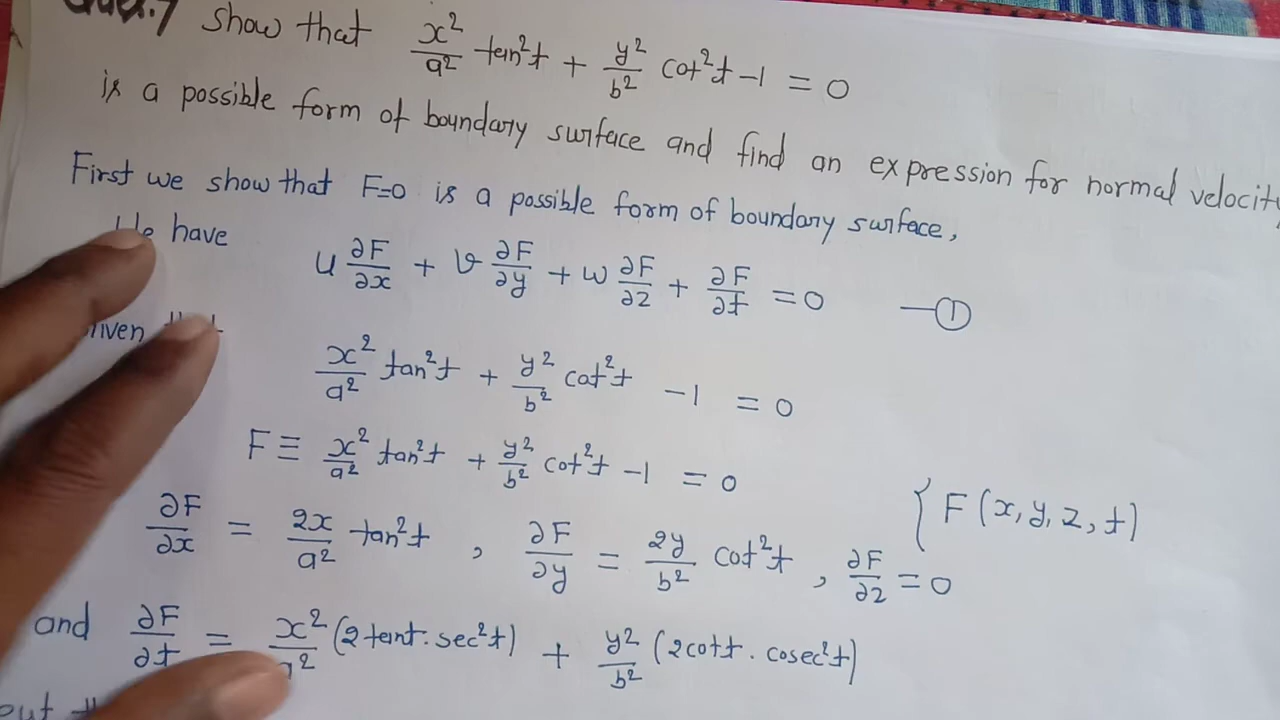 Show that x²/a² tan²t + y²/b² cot²t - 1 = 0
is a possible form of boundary surface and find an expression for normal velocity
First we show that F=0 is a possible form of boundary surface,
We have u ∂F/∂x + v ∂F/∂y + w ∂F/∂z + ∂F/∂t = 0 —①
x²/a² tan²t + y²/b² cot²t - 1 = 0
F ≡ x²/a² tan²t + y²/b² cot²t - 1 = 0
{ F(x, y, z, t)
∂F/∂x = 2x/a² tan²t , ∂F/∂y = 2y/b² cot²t , ∂F/∂z = 0
and ∂F/∂t = x²/a² (2 tant. sec²t) + y²/b² (2cott . cosec²t)